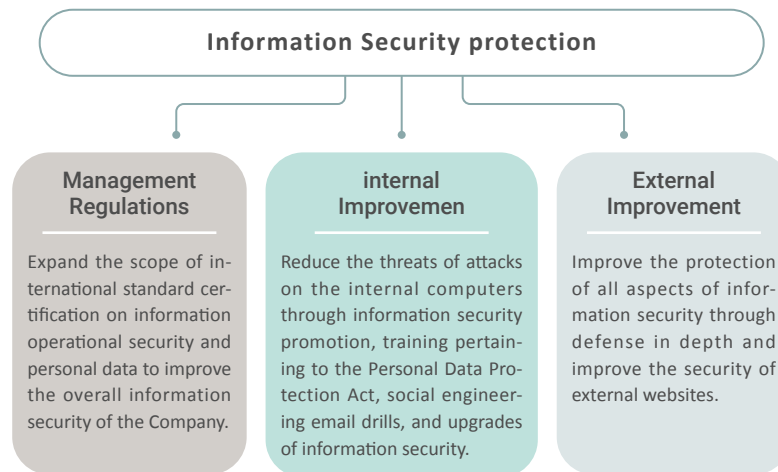 Information Security protection
Management
Regulations
Expand the scope of in-
ternational standard cer-
tification on information
operational security and
personal data to improve
the overall information
security of the Company.
internal
Improvemen
Reduce the threats of attacks
on the internal computers
through information security
promotion, training pertain-
ing to the Personal Data Pro-
tection Act, social engineer-
ing email drills, and upgrades
of information security.
External
Improvement
Improve the protection
of all aspects of infor-
mation security through
defense in depth and
improve the security of
external websites.